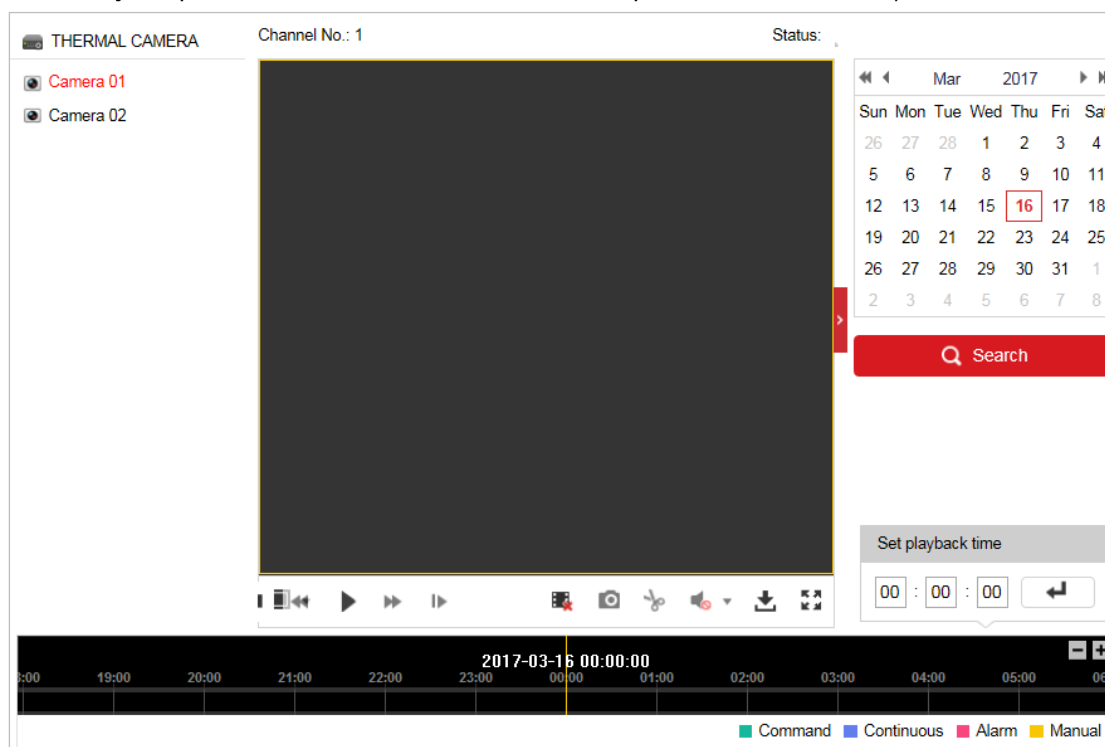 THERMAL CAMERA
Camera 01
Camera 02
Channel No.: 1 Status:
Mar 2017
Sun Mon Tue Wed Thu Fri Sat
26 27 28 1 2 3 4
5 6 7 8 9 10 11
12 13 14 15 16 17 18
19 20 21 22 23 24 25
26 27 28 29 30 31 1
2 3 4 5 6 7 8
Search
Set playback time
00 : 00 : 00
2017-03-16 00:00:00
19:00 20:00 21:00 22:00 23:00 00:00 01:00 02:00 03:00 04:00 05:00
Command Continuous Alarm Manual